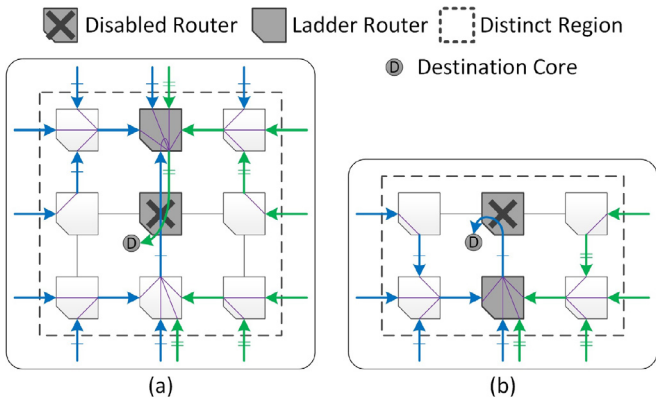 Disabled Router Ladder Router Distinct Region
D Destination Core
D
D
(a) (b)